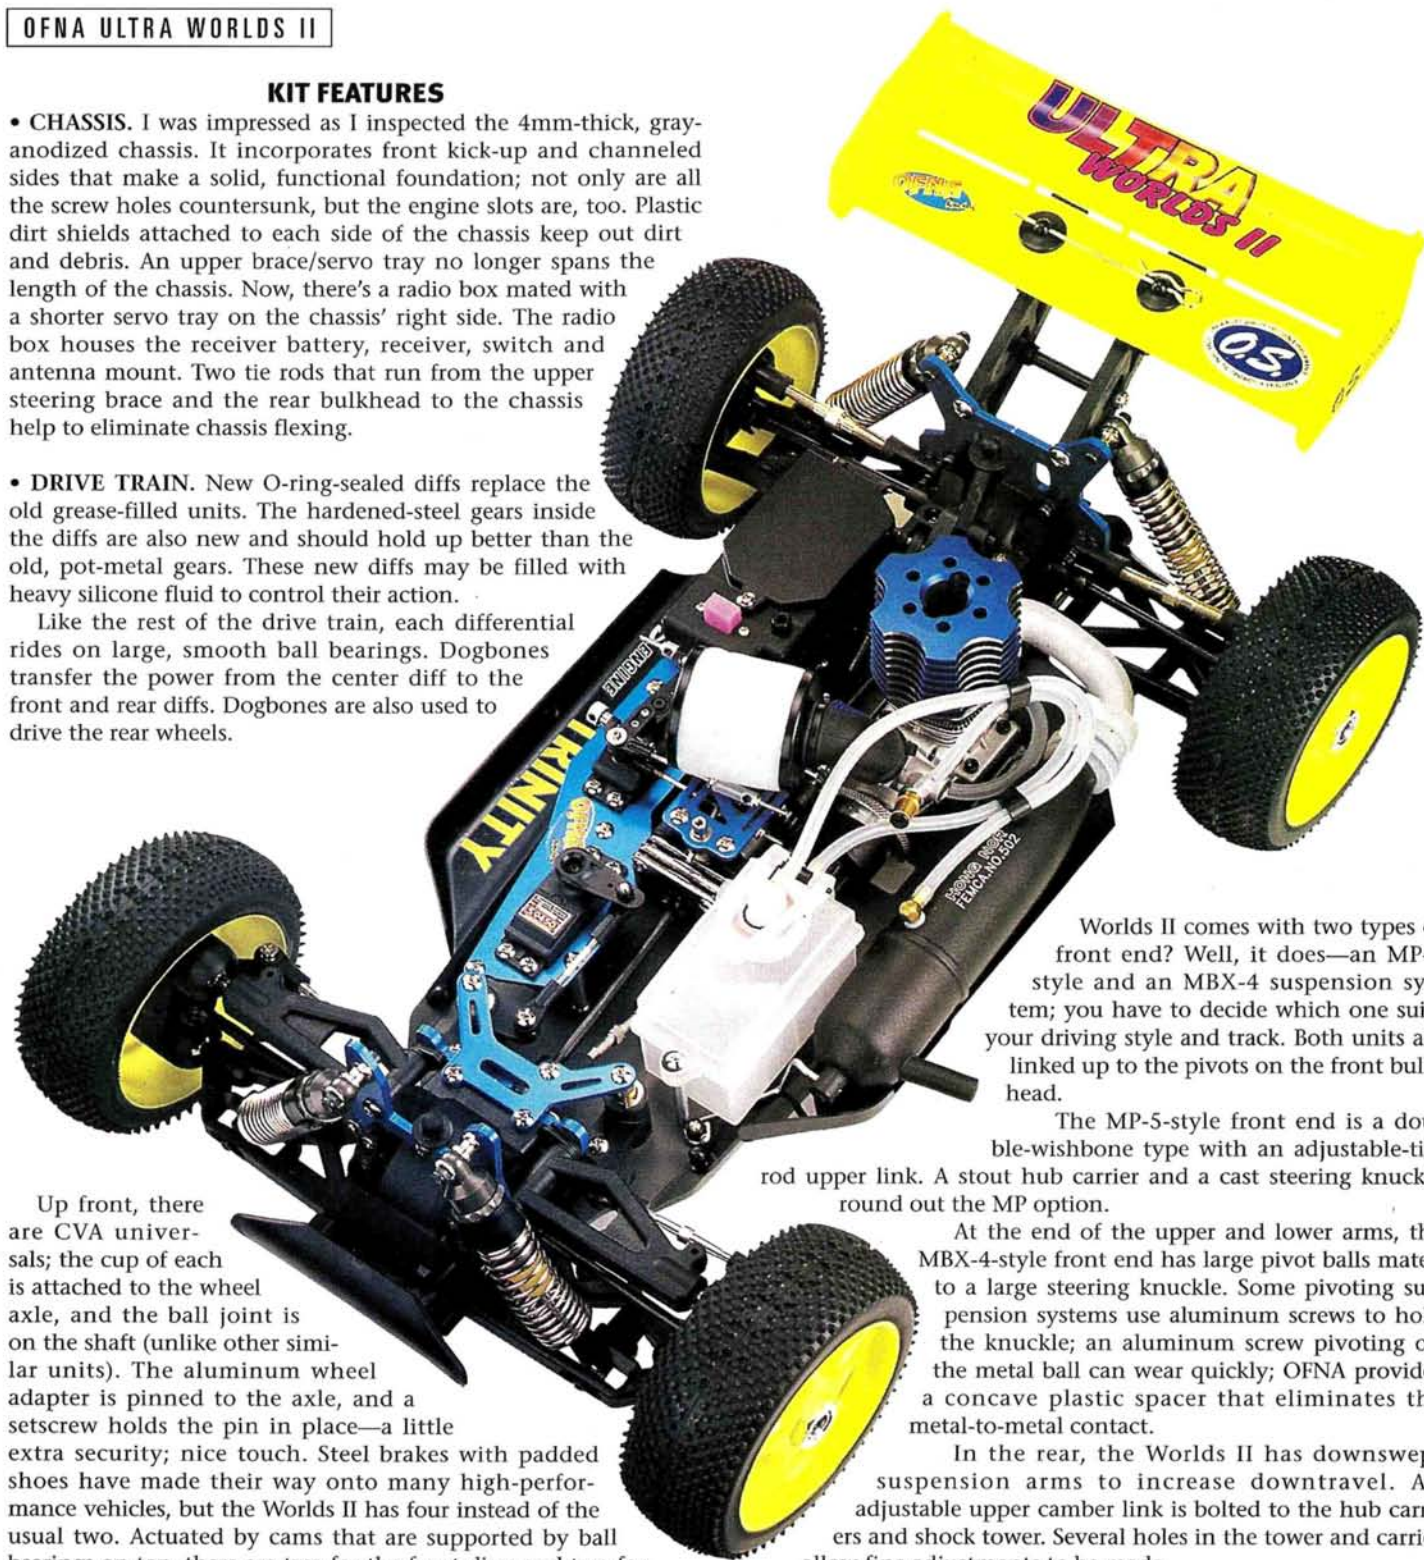 OFNA ULTRA WORLDS II
KIT FEATURES
• CHASSIS. I was impressed as I inspected the 4mm-thick, gray-
anodized chassis. It incorporates front kick-up and channeled
sides that make a solid, functional foundation; not only are all
the screw holes countersunk, but the engine slots are, too. Plastic
dirt shields attached to each side of the chassis keep out dirt
and debris. An upper brace/servo tray no longer spans the
length of the chassis. Now, there's a radio box mated with
a shorter servo tray on the chassis' right side. The radio
box houses the receiver battery, receiver, switch and
antenna mount. Two tie rods that run from the upper
steering brace and the rear bulkhead to the chassis
help to eliminate chassis flexing.
• DRIVE TRAIN. New O-ring-sealed diffs replace the
old grease-filled units. The hardened-steel gears inside
the diffs are also new and should hold up better than the
old, pot-metal gears. These new diffs may be filled with
heavy silicone fluid to control their action.
Like the rest of the drive train, each differential
rides on large, smooth ball bearings. Dogbones
transfer the power from the center diff to the
front and rear diffs. Dogbones are also used to
drive the rear wheels.
Up front, there
are CVA univer-
sals; the cup of each
is attached to the wheel
axle, and the ball joint is
on the shaft (unlike other simi-
lar units). The aluminum wheel
adapter is pinned to the axle, and a
setscrew holds the pin in place—a little
extra security; nice touch. Steel brakes with padded
shoes have made their way onto many high-perfor-
mance vehicles, but the Worlds II has four instead of the
usual two. Actuated by cams that are supported by ball
ULTRA
WORLDS II
OFNA
O.S.
O.S
ENGINE
TRINITY
OFNA
HONG NOR
FEMCA.NO.502
Worlds II comes with two types
front end? Well, it does—an MP-
style and an MBX-4 suspension sy
tem; you have to decide which one sui
your driving style and track. Both units a
linked up to the pivots on the front bul
head.
The MP-5-style front end is a dou
ble-wishbone type with an adjustable-ti
rod upper link. A stout hub carrier and a cast steering knuck
round out the MP option.
At the end of the upper and lower arms, th
MBX-4-style front end has large pivot balls mate
to a large steering knuckle. Some pivoting su
pension systems use aluminum screws to hol
the knuckle; an aluminum screw pivoting o
the metal ball can wear quickly; OFNA provide
a concave plastic spacer that eliminates th
metal-to-metal contact.
In the rear, the Worlds II has downswep
suspension arms to increase downtravel. A
adjustable upper camber link is bolted to the hub carri
ers and shock tower. Several holes in the tower and carrie